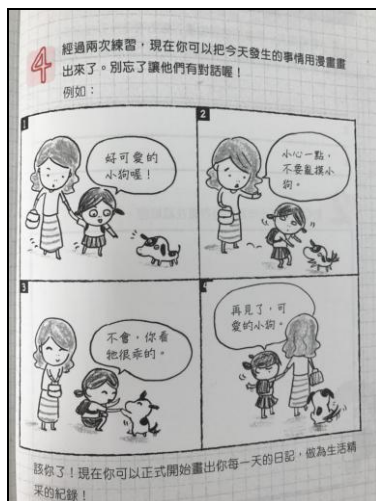 4
經過兩次練習，現在你可以把今天發生的事情用漫畫畫
出來了。別忘了讓他們有對話喔！
例如：
1
好可愛的
小狗喔！
2
小心一點，
不要亂摸小
狗。
3
不會，你看
牠很乖的。
4
再見了，可
愛的小狗。
該你了！現在你可以正式開始畫出你每一天的日記，做為生活精
采的紀錄！